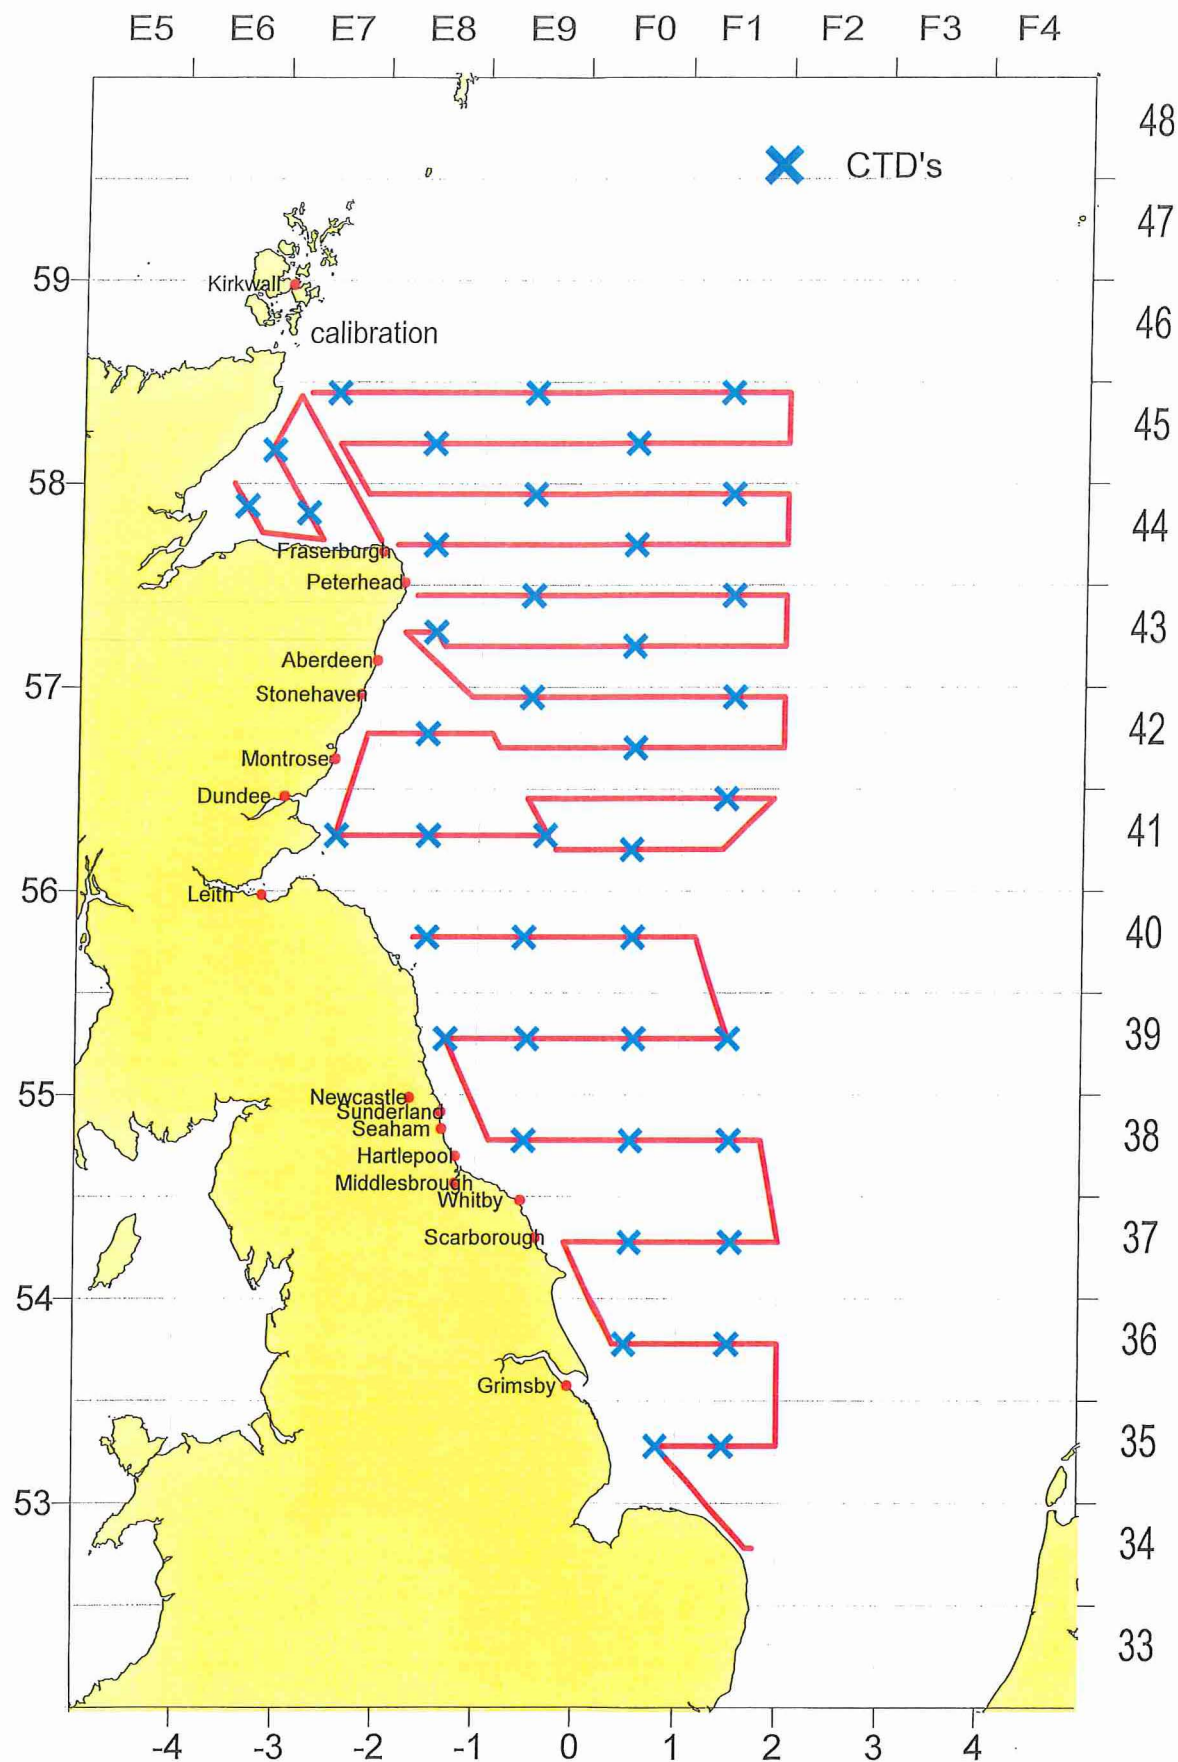 E5 E6 E7 E8 E9 F0 F1 F2 F3 F4
48
CTD's
47
59
Kirkwall
46
calibration
45
58
44
Fraserburgh
Peterhead
43
Aberdeen
57
Stonehaven
42
Montrose
Dundee
41
56
Leith
40
39
55
Newcastle
Sunderland
Seaham
38
Hartlepool
Middlesbrough
Whitby
Scarborough
37
54
36
Grimsby
35
53
34
33
-4 -3 -2 -1 0 1 2 3 4